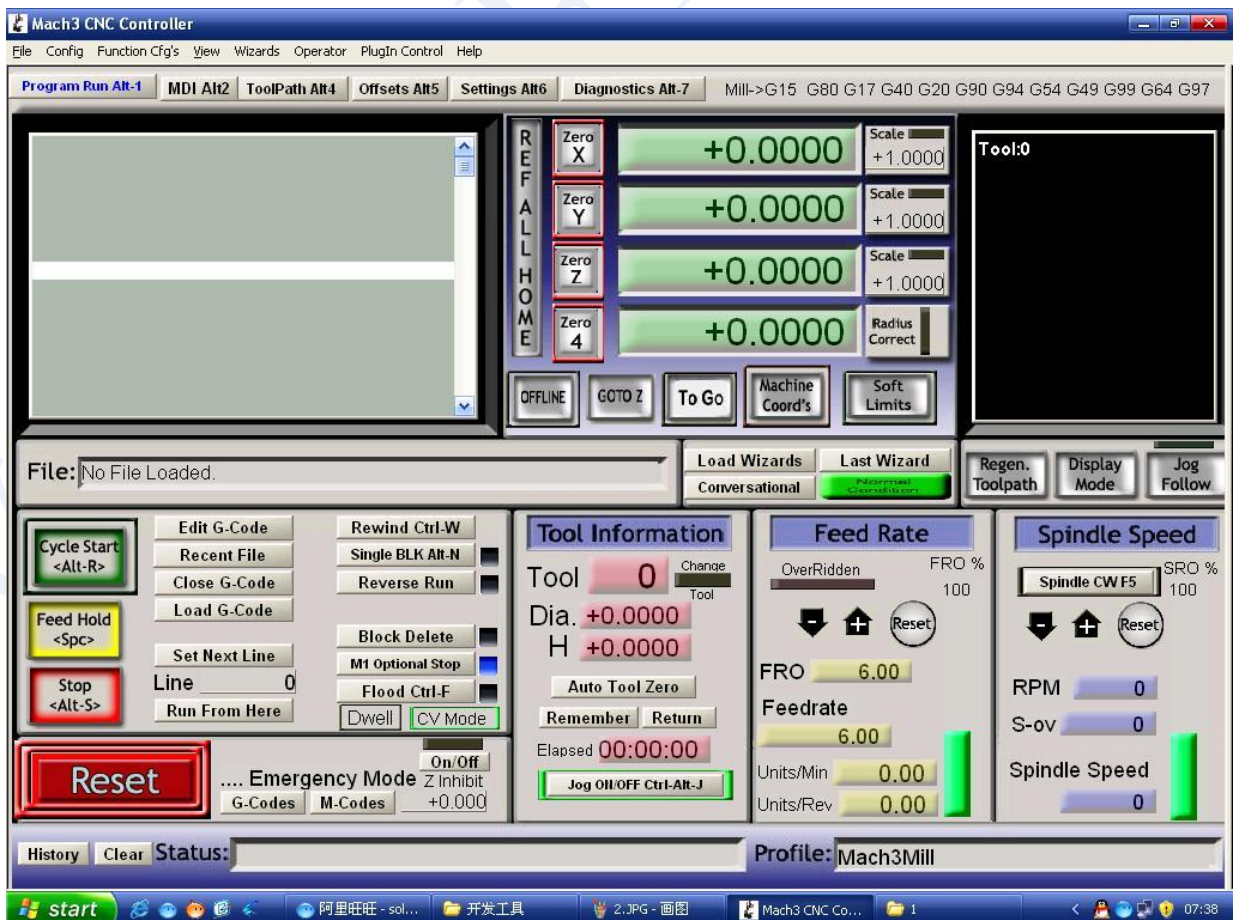 Mach3 CNC Controller
File Config Function Cfg's View Wizards Operator PlugIn Control Help
Program Run Alt-1 MDI Alt2 ToolPath Alt4 Offsets Alt5 Settings Alt6 Diagnostics Alt-7 Mill->G15 G80 G17 G40 G20 G90 G94 G54 G49 G99 G64 G97
REF ALL HOME
Zero X +0.0000 Scale +1.0000
Zero Y +0.0000 Scale +1.0000
Zero Z +0.0000 Scale +1.0000
Zero 4 +0.0000 Radius Correct
OFFLINE GOTO Z To Go Machine Coord's Soft Limits
Tool:0
File: No File Loaded.
Load Wizards Last Wizard
Conversational Normal Condition
Regen. Toolpath Display Mode Jog Follow
Cycle Start <Alt-R>
Feed Hold <Spc>
Stop <Alt-S>
Edit G-Code
Recent File
Close G-Code
Load G-Code
Set Next Line
Line 0
Run From Here
Rewind Ctrl-W
Single BLK Alt-N
Reverse Run
Block Delete
M1 Optional Stop
Flood Ctrl-F
Dwell CV Mode
Reset
.... Emergency Mode
G-Codes M-Codes
On/Off
Z Inhibit
+0.000
Tool Information
Tool 0 Change Tool
Dia. +0.0000
H +0.0000
Auto Tool Zero
Remember Return
Elapsed 00:00:00
Jog ON/OFF Ctrl-Alt-J
Feed Rate
OverRidden FRO %
100
Reset
FRO 6.00
Feedrate
6.00
Units/Min 0.00
Units/Rev 0.00
Spindle Speed
Spindle CW F5 SRO %
100
Reset
RPM 0
S-ov 0
Spindle Speed
0
History Clear Status:
Profile: Mach3Mill
start 阿里旺旺 - sol... 开发工具 2.JPG - 画图 Mach3 CNC Co... 1 07:38